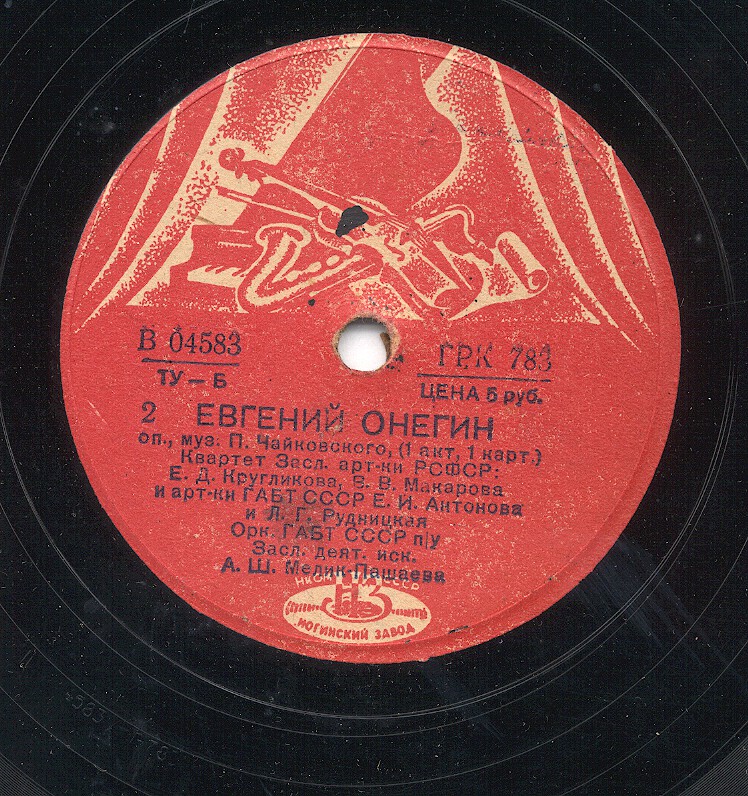 В 04583
ГРК 783
ТУ — Б
ЦЕНА 5 руб.
2 ЕВГЕНИЙ ОНЕГИН
оп., муз. П. Чайковского, (1 акт, 1 карт.)
Квартет Засл. арт-ки РСФСР:
Е. Д. Кругликова, В. В. Макарова
и арт-ки ГАБТ СССР Е. И. Антонова
и Л. Г. Рудницкая
Орк. ГАБТ СССР п/у
Засл. деят. иск.
А. Ш. Мелик-Пашаева
НЗ
НОГИНСКИЙ ЗАВОД